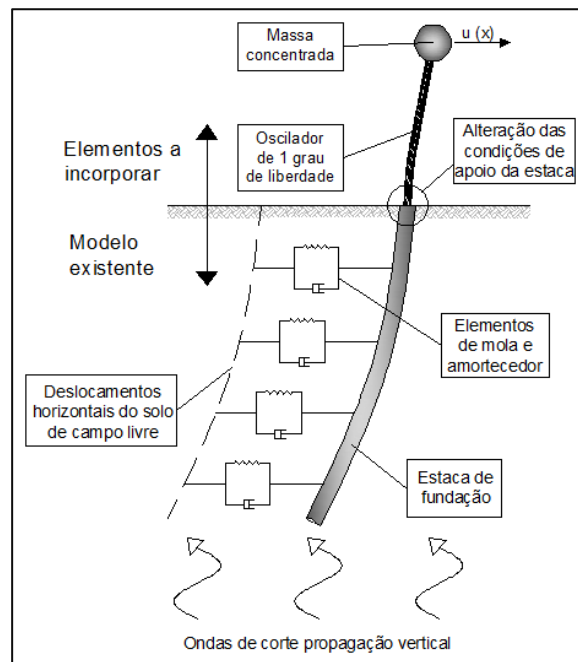 Massa
concentrada
u (x)
Elementos a
incorporar
Oscilador
de 1 grau
de liberdade
Alteração das
condições de
apoio da estaca
Modelo
existente
Elementos
de mola e
amortecedor
Deslocamentos
horizontais do solo
de campo livre
Estaca de
fundação
Ondas de corte propagação vertical